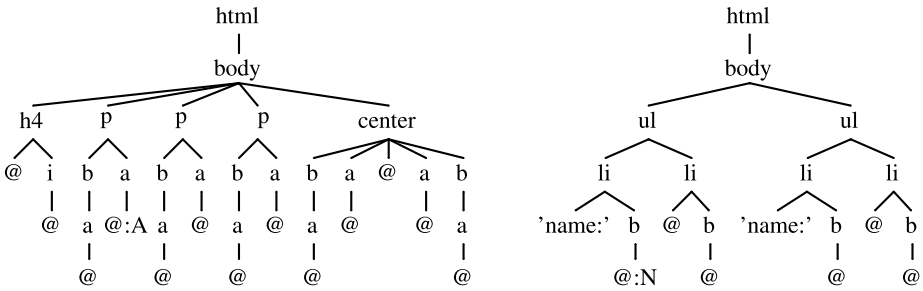 html html
body body
h4 p p p center ul ul
@ i b a b a b a b a @ a b li li li li
@ a @:A a @ a @ a @ @ a 'name:' b @ b 'name:' b @ b
@ @ @ @ @ @:N @ @ @